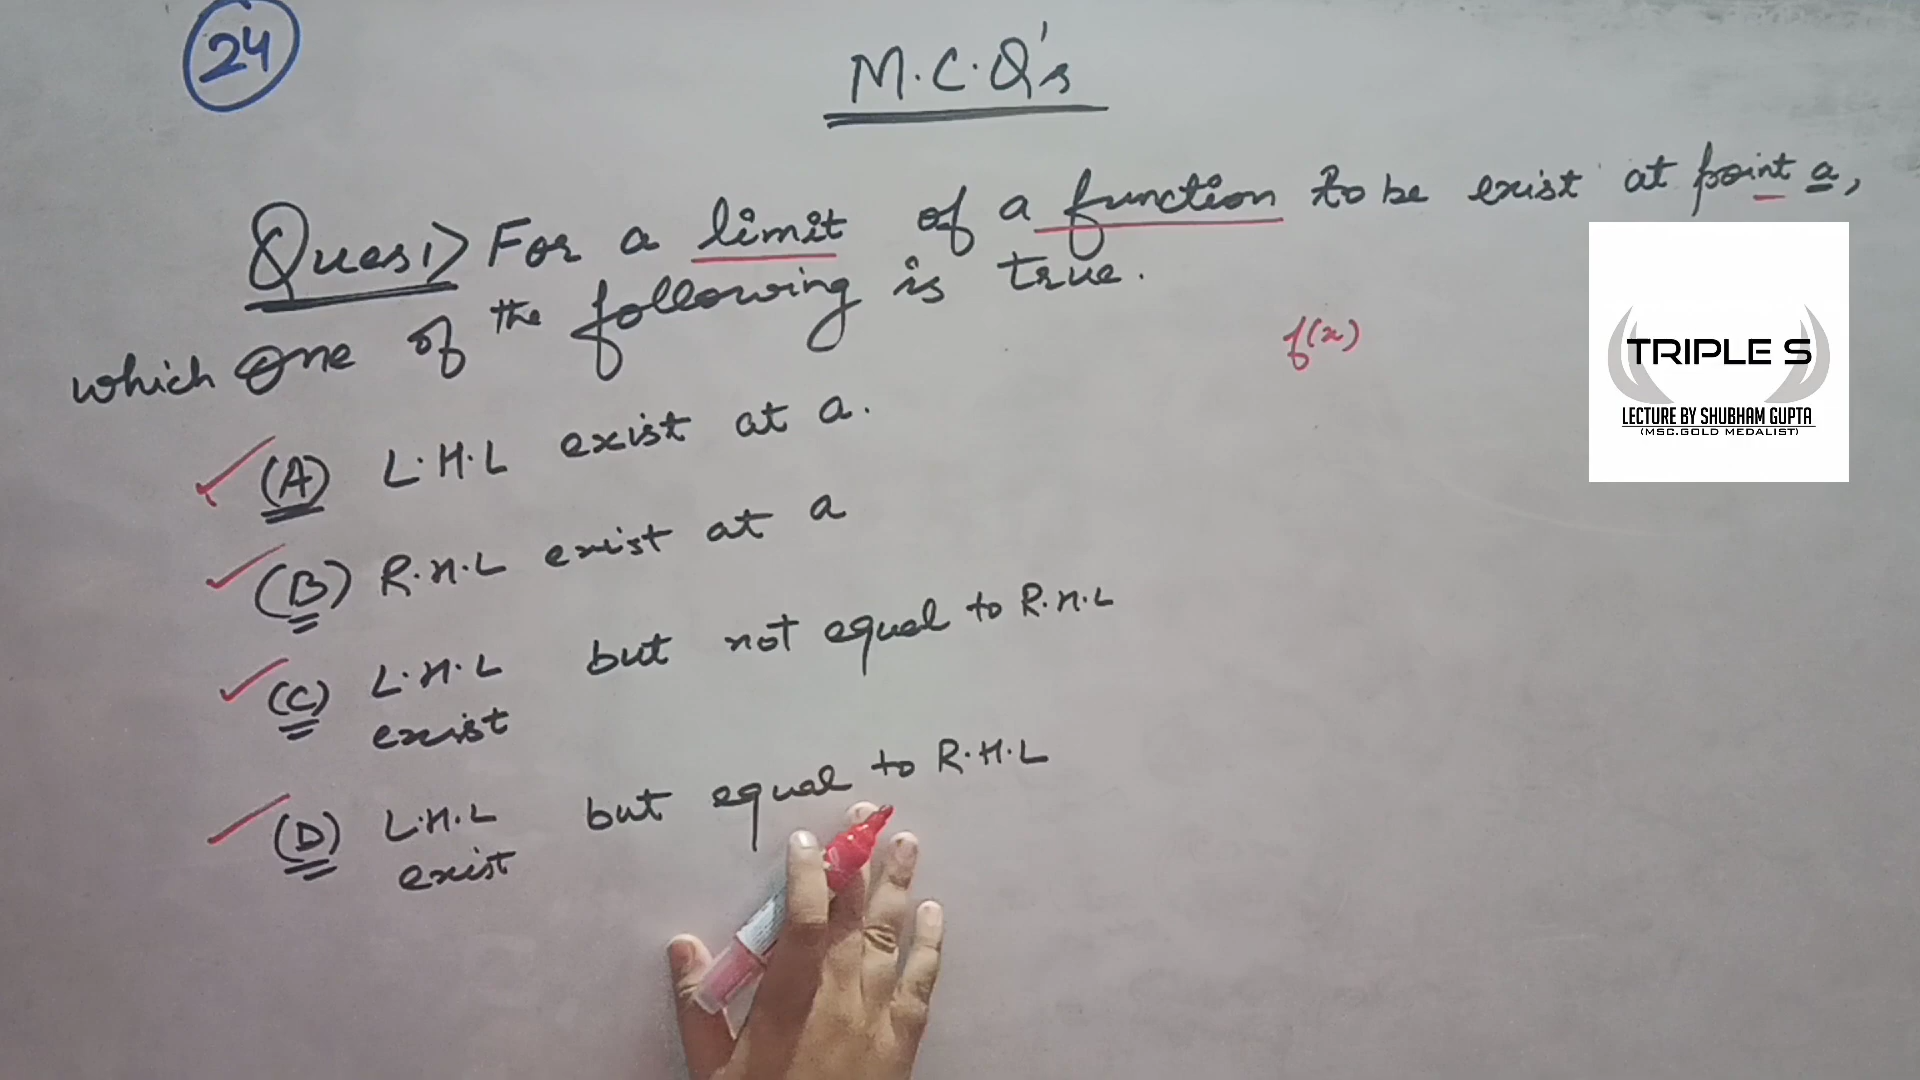 24
M.C.Q's
Ques1> For a limit of a function to be exist at point a,
which one of the following is true.
f(x)
(A) L.H.L exist at a.
(B) R.H.L exist at a
(C) L.H.L but not equal to R.H.L
exist
(D) L.H.L but equal to R.H.L
exist
TRIPLE S
LECTURE BY SHUBHAM GUPTA
(MSC.GOLD MEDALIST)